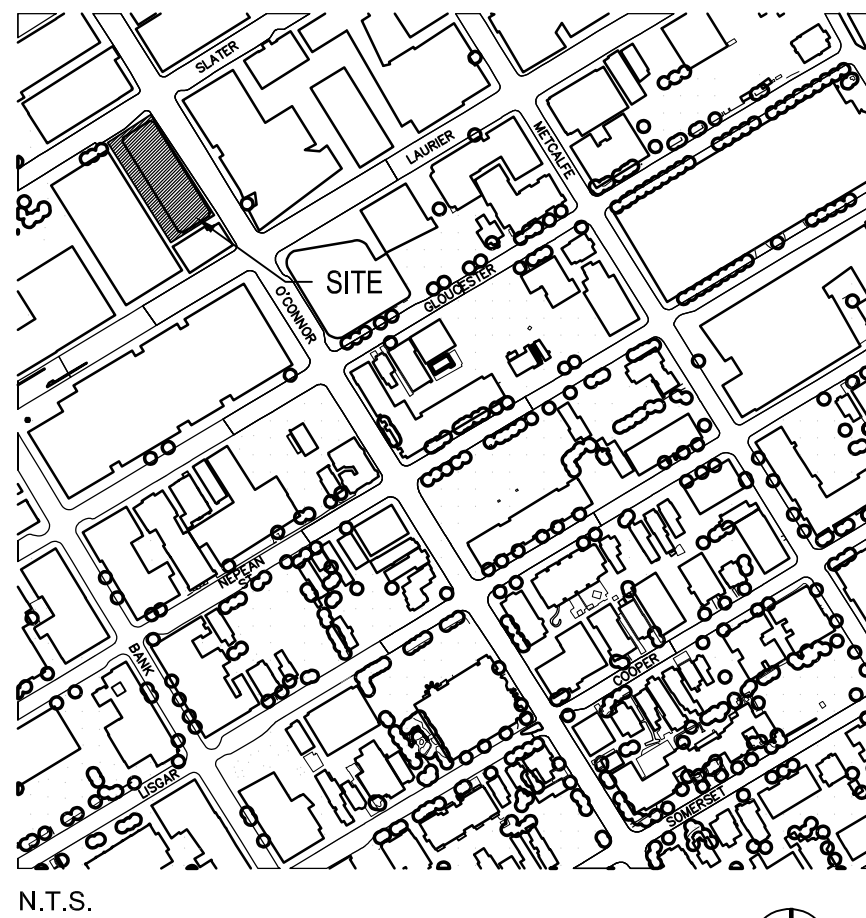 SLATER
LAURIER
METCALFE
SITE
GLOUCESTER
O'CONNOR
NEPEAN
ST
BANK
COOPER
LISGAR
SOMERSET
N.T.S.